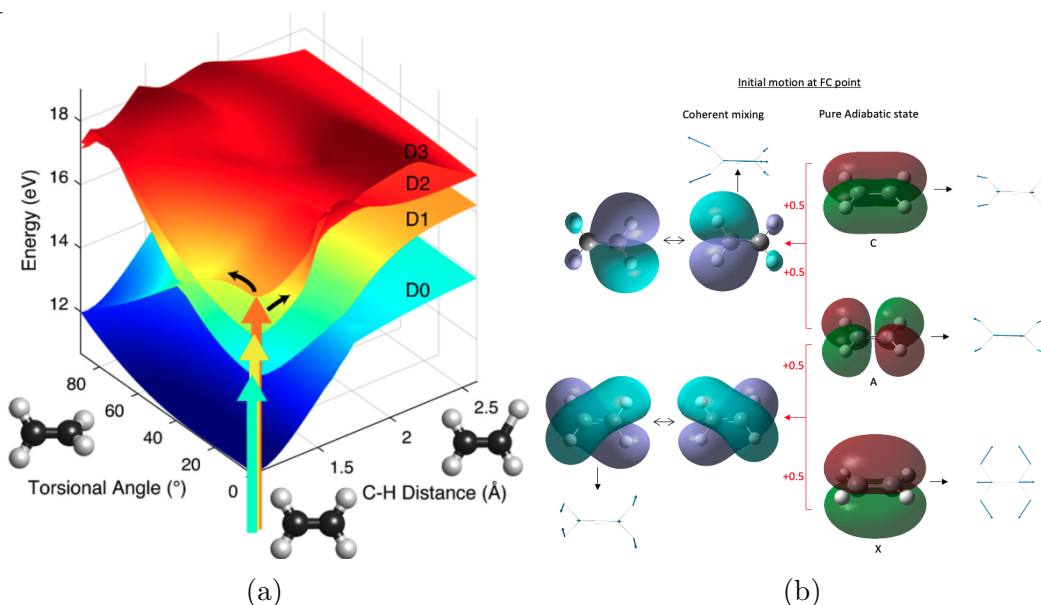 18
16
14
12
Energy (eV)
D3
D2
D1
D0
80
60
40
20
0
1.5
2
2.5
Torsional Angle (°)
C-H Distance (Å)
(a)
Initial motion at FC point
Coherent mixing
Pure Adiabatic state
+0.5
+0.5
C
+0.5
A
+0.5
X
(b)